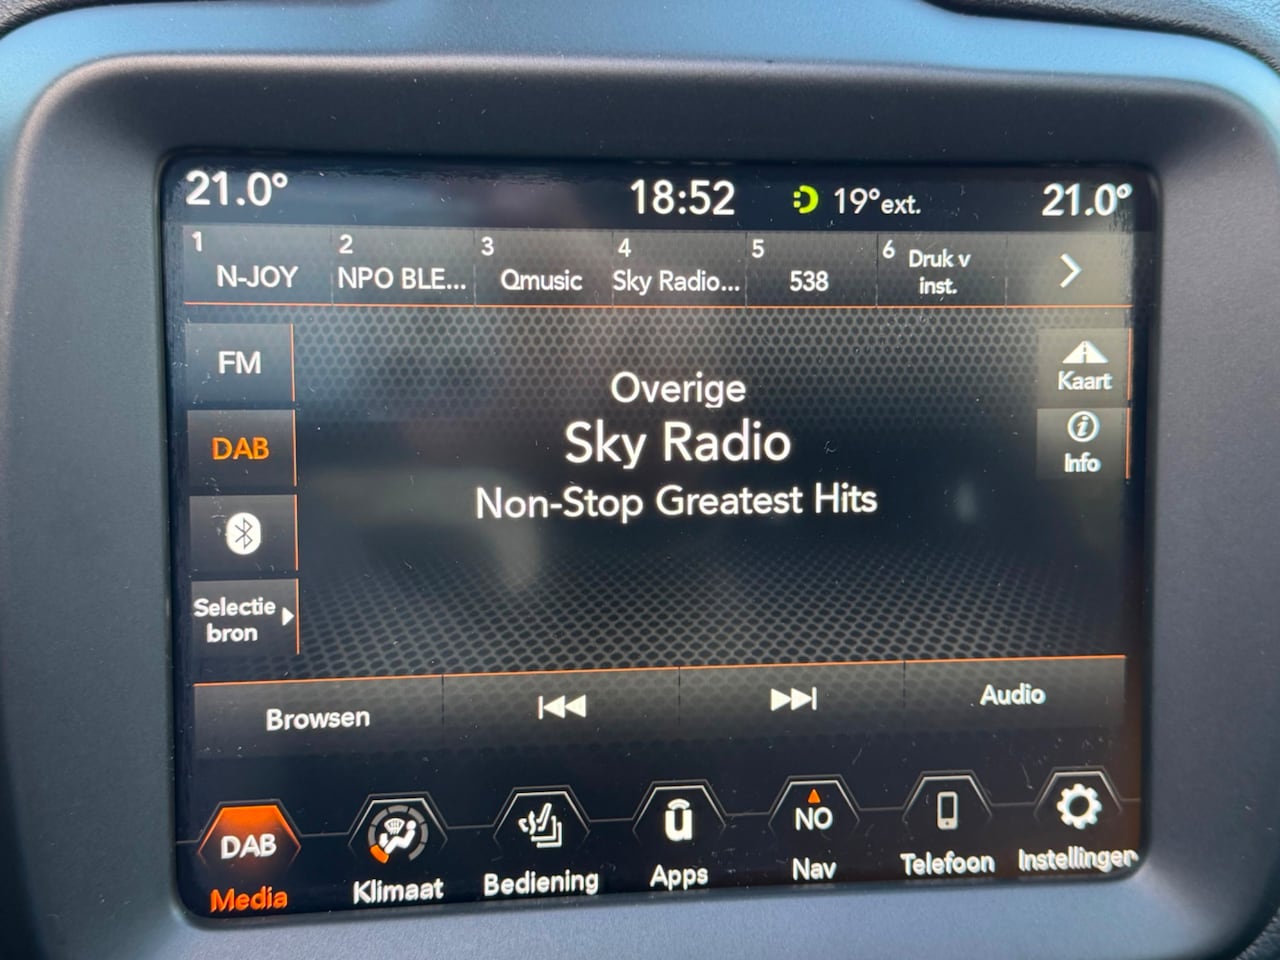 21.0° 18:52 19°ext. 21.0°
1 2 3 4 5 6
N-JOY NPO BLE... Qmusic Sky Radio... 538 Druk v
inst.
FM
DAB
Selectie
bron
Overige
Sky Radio
Non-Stop Greatest Hits
Kaart
Info
Browsen Audio
DAB NO
Media Klimaat Bediening Apps Nav Telefoon Instellingen